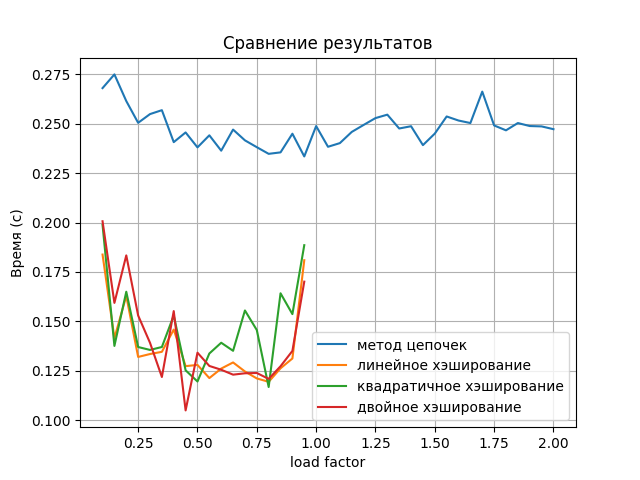 Сравнение результатов
Время (с)
0.275
0.250
0.225
0.200
0.175
0.150
0.125
0.100
метод цепочек
линейное хэширование
квадратичное хэширование
двойное хэширование
0.25 0.50 0.75 1.00 1.25 1.50 1.75 2.00
load factor